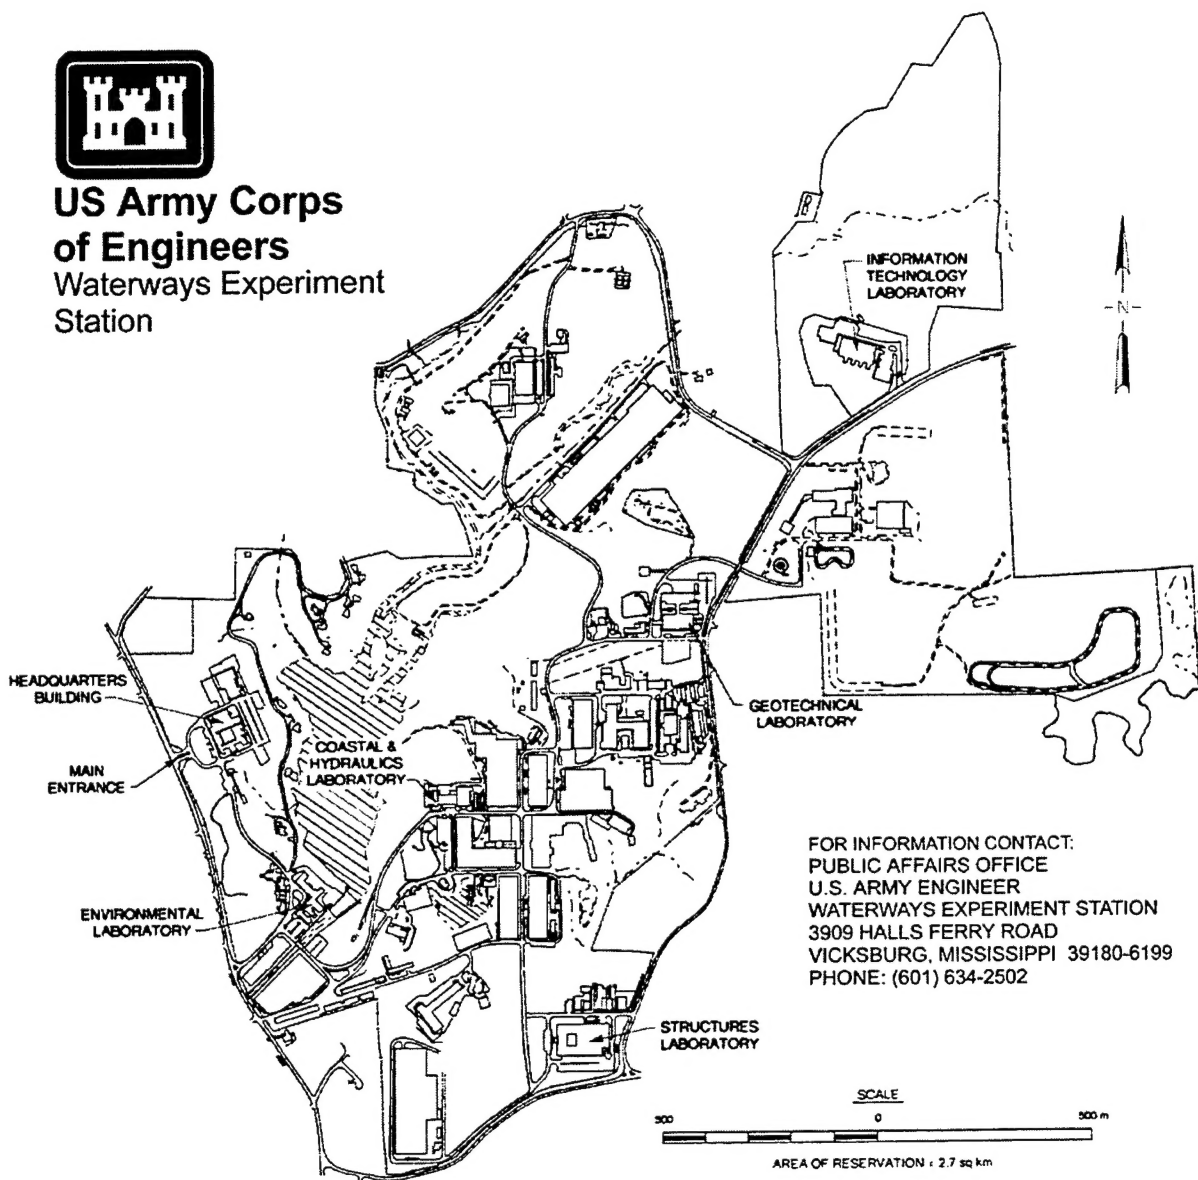 US Army Corps
of Engineers
Waterways Experiment
Station
INFORMATION
TECHNOLOGY
LABORATORY
N
HEADQUARTERS
BUILDING
MAIN
ENTRANCE
COASTAL &
HYDRAULICS
LABORATORY
GEOTECHNICAL
LABORATORY
ENVIRONMENTAL
LABORATORY
STRUCTURES
LABORATORY
FOR INFORMATION CONTACT:
PUBLIC AFFAIRS OFFICE
U.S. ARMY ENGINEER
WATERWAYS EXPERIMENT STATION
3909 HALLS FERRY ROAD
VICKSBURG, MISSISSIPPI 39180-6199
PHONE: (601) 634-2502
SCALE
500 0 500 m
AREA OF RESERVATION : 2.7 sq km